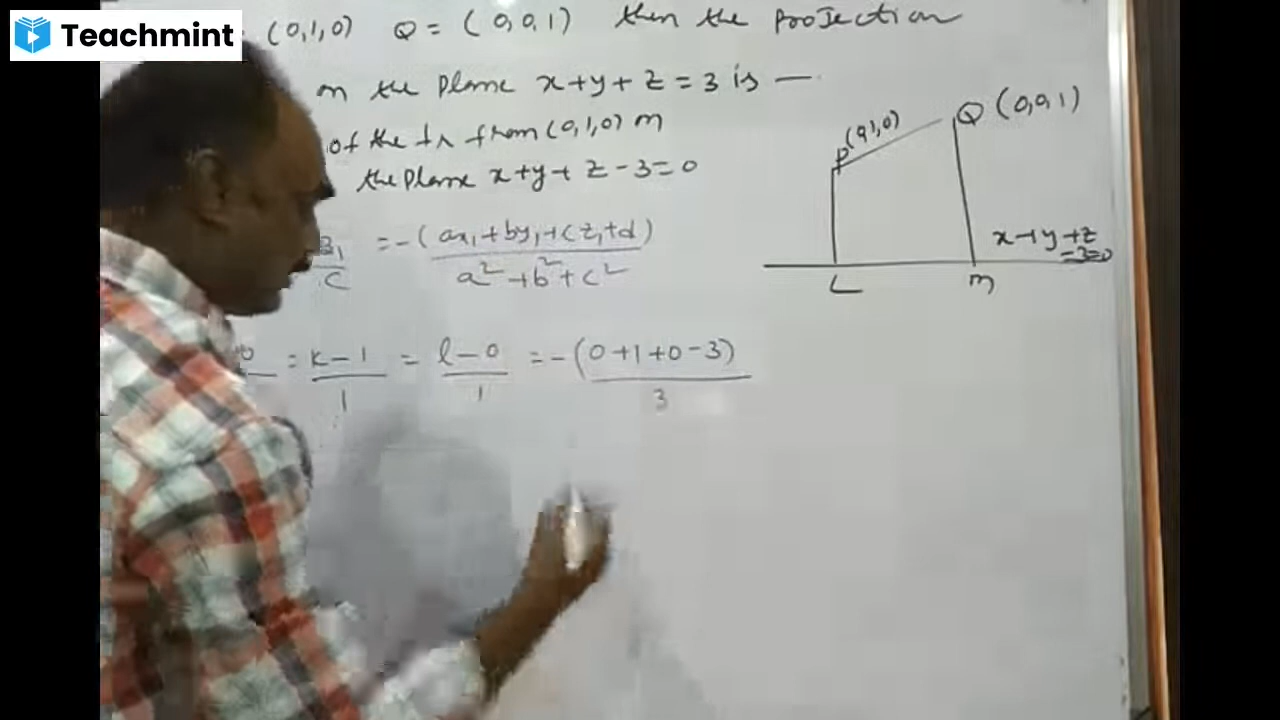 Teachmint
(0,1,0) Q = (0,0,1) then the projection
on the plane x+y+z=3 is —
of the ⊥r from (0,1,0) on
the plane x+y+z-3=0
P(0,1,0)
Q(0,0,1)
x+y+z
-3=0
L M
C = -(ax₁+by₁+cz₁+d)/(a²+b²+c²)
= (k-1)/1 = (l-0)/1 = -(0+1+0-3)/3